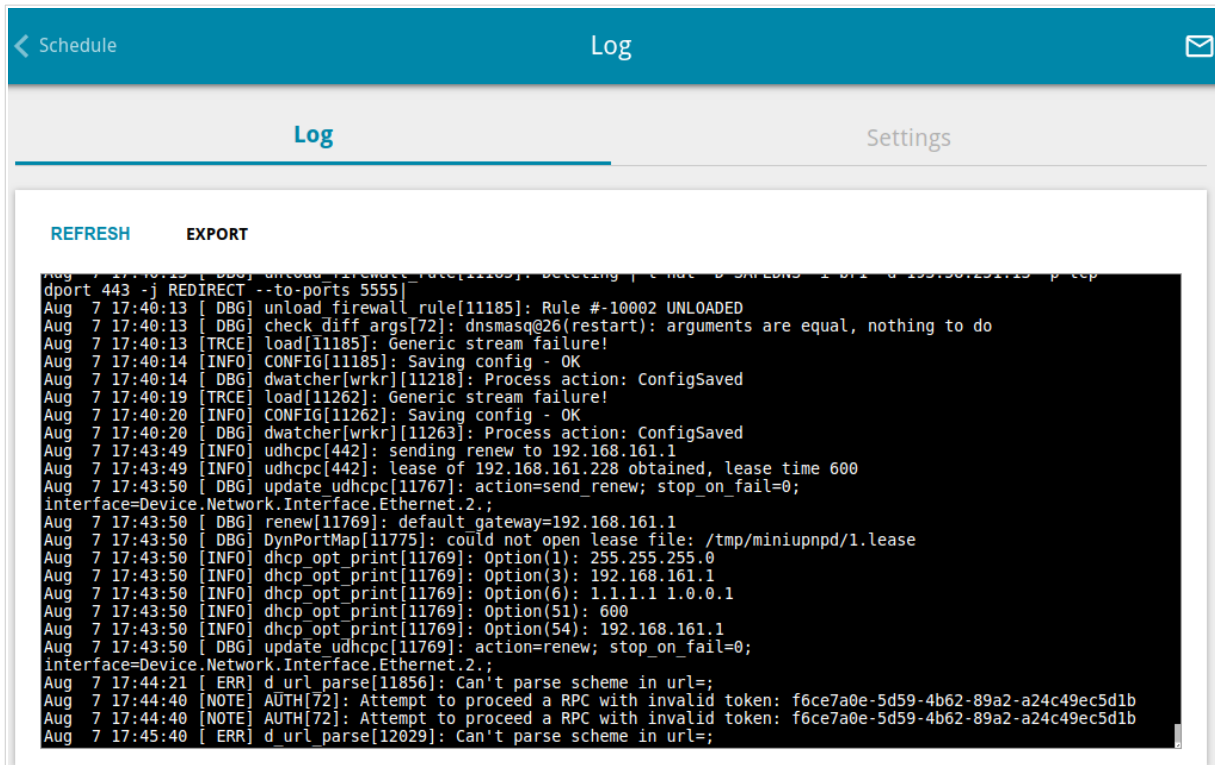 Schedule
Log
Log
Settings
REFRESH
EXPORT
Aug  7 17:40:13 [ DBG] unload_firewall_rule[11185]: Deleting
dport 443 -j REDIRECT --to-ports 5555|
Aug  7 17:40:13 [ DBG] unload_firewall_rule[11185]: Rule #-10002 UNLOADED
Aug  7 17:40:13 [ DBG] check_diff_args[72]: dnsmasq@26(restart): arguments are equal, nothing to do
Aug  7 17:40:13 [TRCE] load[11185]: Generic stream failure!
Aug  7 17:40:14 [INFO] CONFIG[11185]: Saving config - OK
Aug  7 17:40:14 [ DBG] dwatcher[wrkr][11218]: Process action: ConfigSaved
Aug  7 17:40:19 [TRCE] load[11262]: Generic stream failure!
Aug  7 17:40:20 [INFO] CONFIG[11262]: Saving config - OK
Aug  7 17:40:20 [ DBG] dwatcher[wrkr][11263]: Process action: ConfigSaved
Aug  7 17:43:49 [INFO] udhcpc[442]: sending renew to 192.168.161.1
Aug  7 17:43:49 [INFO] udhcpc[442]: lease of 192.168.161.228 obtained, lease time 600
Aug  7 17:43:50 [ DBG] update_udhcpc[11767]: action=send_renew; stop_on_fail=0;
interface=Device.Network.Interface.Ethernet.2.;
Aug  7 17:43:50 [ DBG] renew[11769]: default_gateway=192.168.161.1
Aug  7 17:43:50 [ DBG] DynPortMap[11775]: could not open lease file: /tmp/miniupnpd/1.lease
Aug  7 17:43:50 [INFO] dhcp_opt_print[11769]: Option(1): 255.255.255.0
Aug  7 17:43:50 [INFO] dhcp_opt_print[11769]: Option(3): 192.168.161.1
Aug  7 17:43:50 [INFO] dhcp_opt_print[11769]: Option(6): 1.1.1.1 1.0.0.1
Aug  7 17:43:50 [INFO] dhcp_opt_print[11769]: Option(51): 600
Aug  7 17:43:50 [INFO] dhcp_opt_print[11769]: Option(54): 192.168.161.1
Aug  7 17:43:50 [ DBG] update_udhcpc[11769]: action=renew; stop_on_fail=0;
interface=Device.Network.Interface.Ethernet.2.;
Aug  7 17:44:21 [ ERR] d_url_parse[11856]: Can't parse scheme in url=;
Aug  7 17:44:40 [NOTE] AUTH[72]: Attempt to proceed a RPC with invalid token: f6ce7a0e-5d59-4b62-89a2-a24c49ec5d1b
Aug  7 17:44:40 [NOTE] AUTH[72]: Attempt to proceed a RPC with invalid token: f6ce7a0e-5d59-4b62-89a2-a24c49ec5d1b
Aug  7 17:45:40 [ ERR] d_url_parse[12029]: Can't parse scheme in url=;